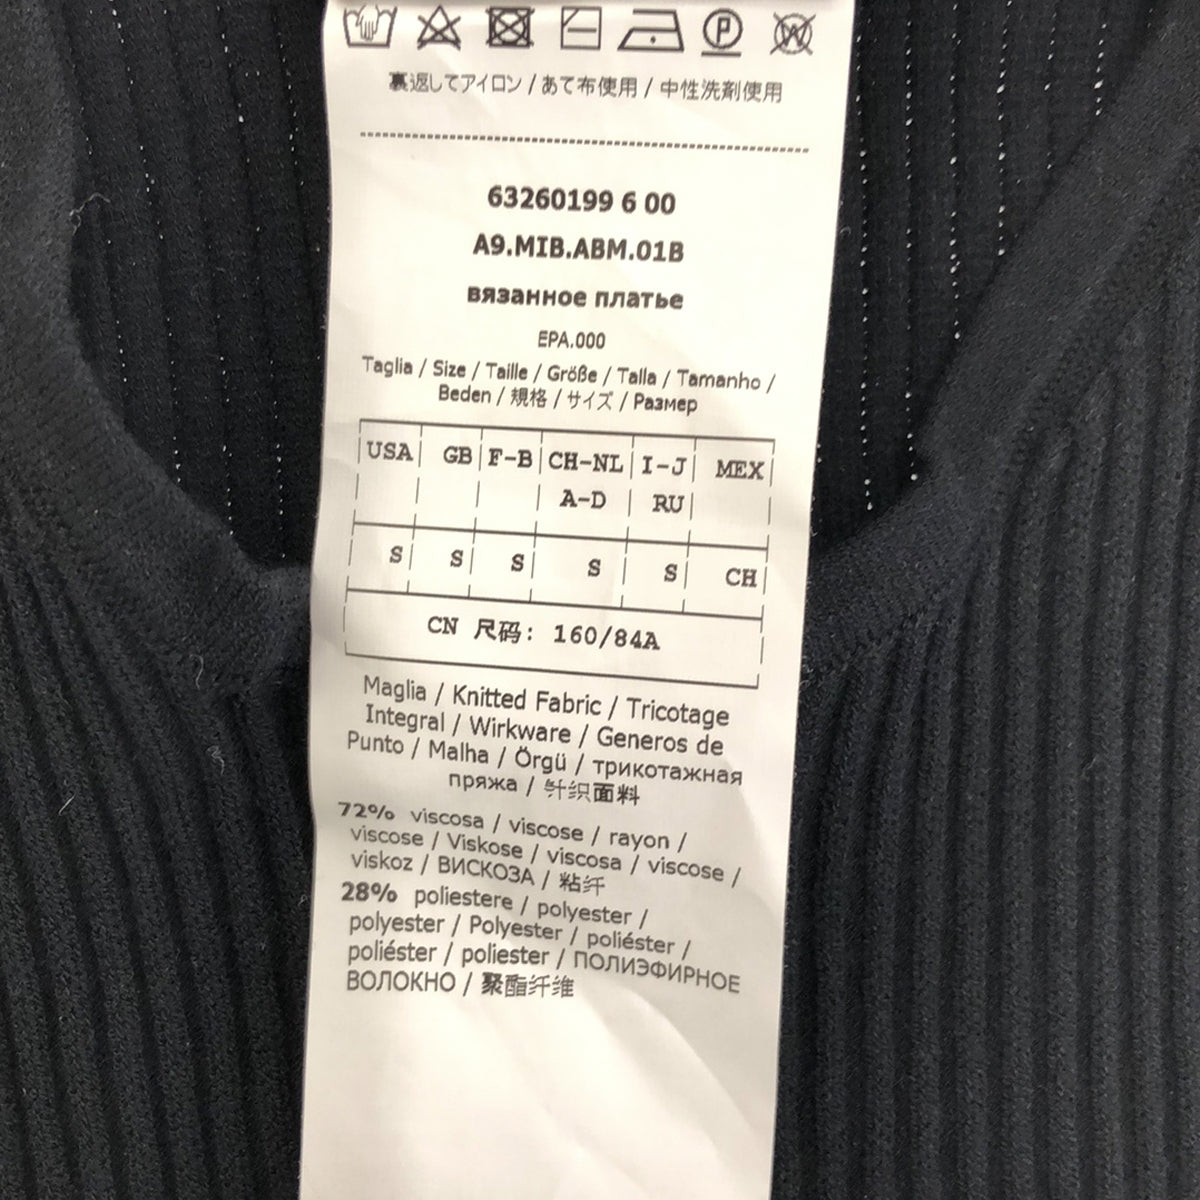 裏返してアイロン / あて布使用 / 中性洗剤使用
63260199 6 00
A9.MIB.ABM.01B
вязанное платье
EPA.000
Taglia / Size / Taille / Größe / Talla / Tamanho /
Beden / 規格 / サイズ / Размер
USA GB F-B CH-NL I-J MEX
A-D RU
S S S S S CH
CN 尺码: 160/84A
Maglia / Knitted Fabric / Tricotage
Integral / Wirkware / Generos de
Punto / Malha / Örgü / трикотажная
пряжа / 针织面料
72% viscosa / viscose / rayon /
viscose / Viskose / viscosa / viscose /
viskoz / ВИСКОЗА / 粘纤
28% poliestere / polyester /
polyester / Polyester / poliéster /
poliéster / poliester / ПОЛИЭФИРНОЕ
ВОЛОКНО / 聚酯纤维